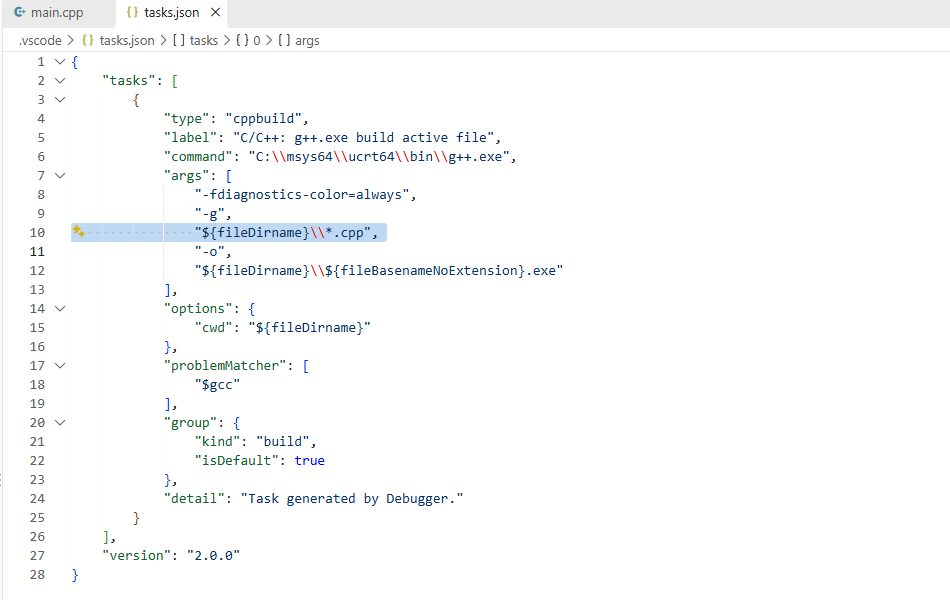 main.cpp
{} tasks.json ×
.vscode > {} tasks.json > [ ] tasks > { } 0 > [ ] args
1 {
2     "tasks": [
3         {
4             "type": "cppbuild",
5             "label": "C/C++: g++.exe build active file",
6             "command": "C:\\msys64\\ucrt64\\bin\\g++.exe",
7             "args": [
8                 "-fdiagnostics-color=always",
9                 "-g",
10                 "${fileDirname}\\*.cpp",
11                 "-o",
12                 "${fileDirname}\\${fileBasenameNoExtension}.exe"
13             ],
14             "options": {
15                 "cwd": "${fileDirname}"
16             },
17             "problemMatcher": [
18                 "$gcc"
19             ],
20             "group": {
21                 "kind": "build",
22                 "isDefault": true
23             },
24             "detail": "Task generated by Debugger."
25         }
26     ],
27     "version": "2.0.0"
28 }